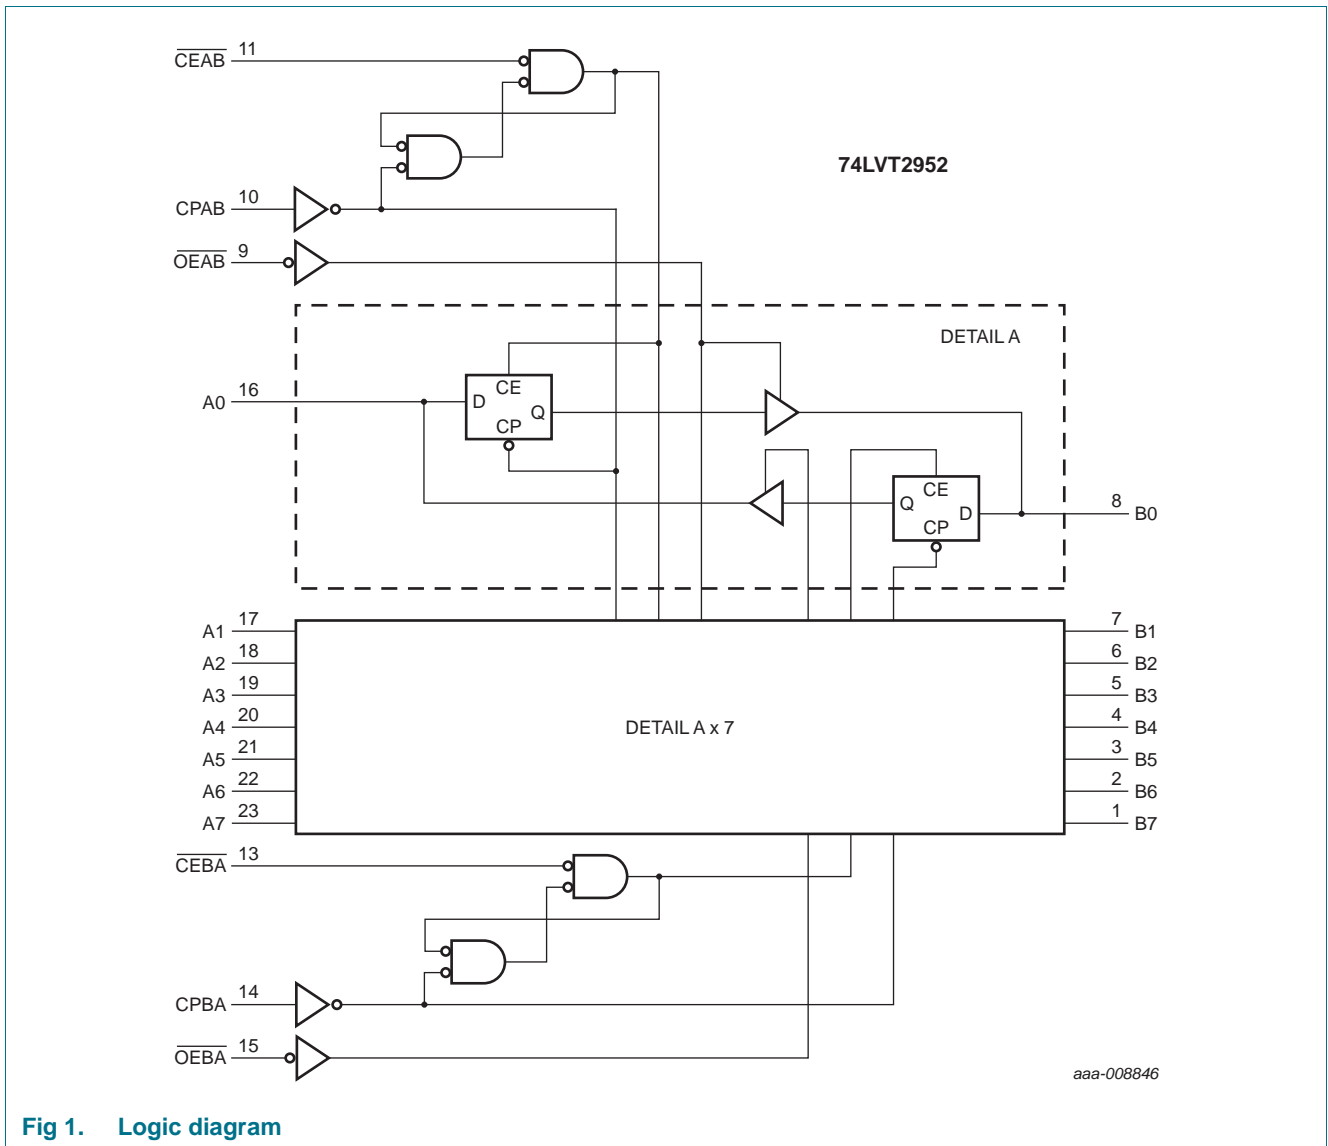 CEAB 11
74LVT2952
CPAB 10
OEAB 9
DETAIL A
A0 16
CE
D
Q
CP
CE
Q
D
CP
8 B0
A1 17
7 B1
A2 18
6 B2
A3 19
5 B3
A4 20
DETAIL A x 7
4 B4
A5 21
3 B5
A6 22
2 B6
A7 23
1 B7
CEBA 13
CPBA 14
OEBA 15
aaa-008846
Fig 1. Logic diagram